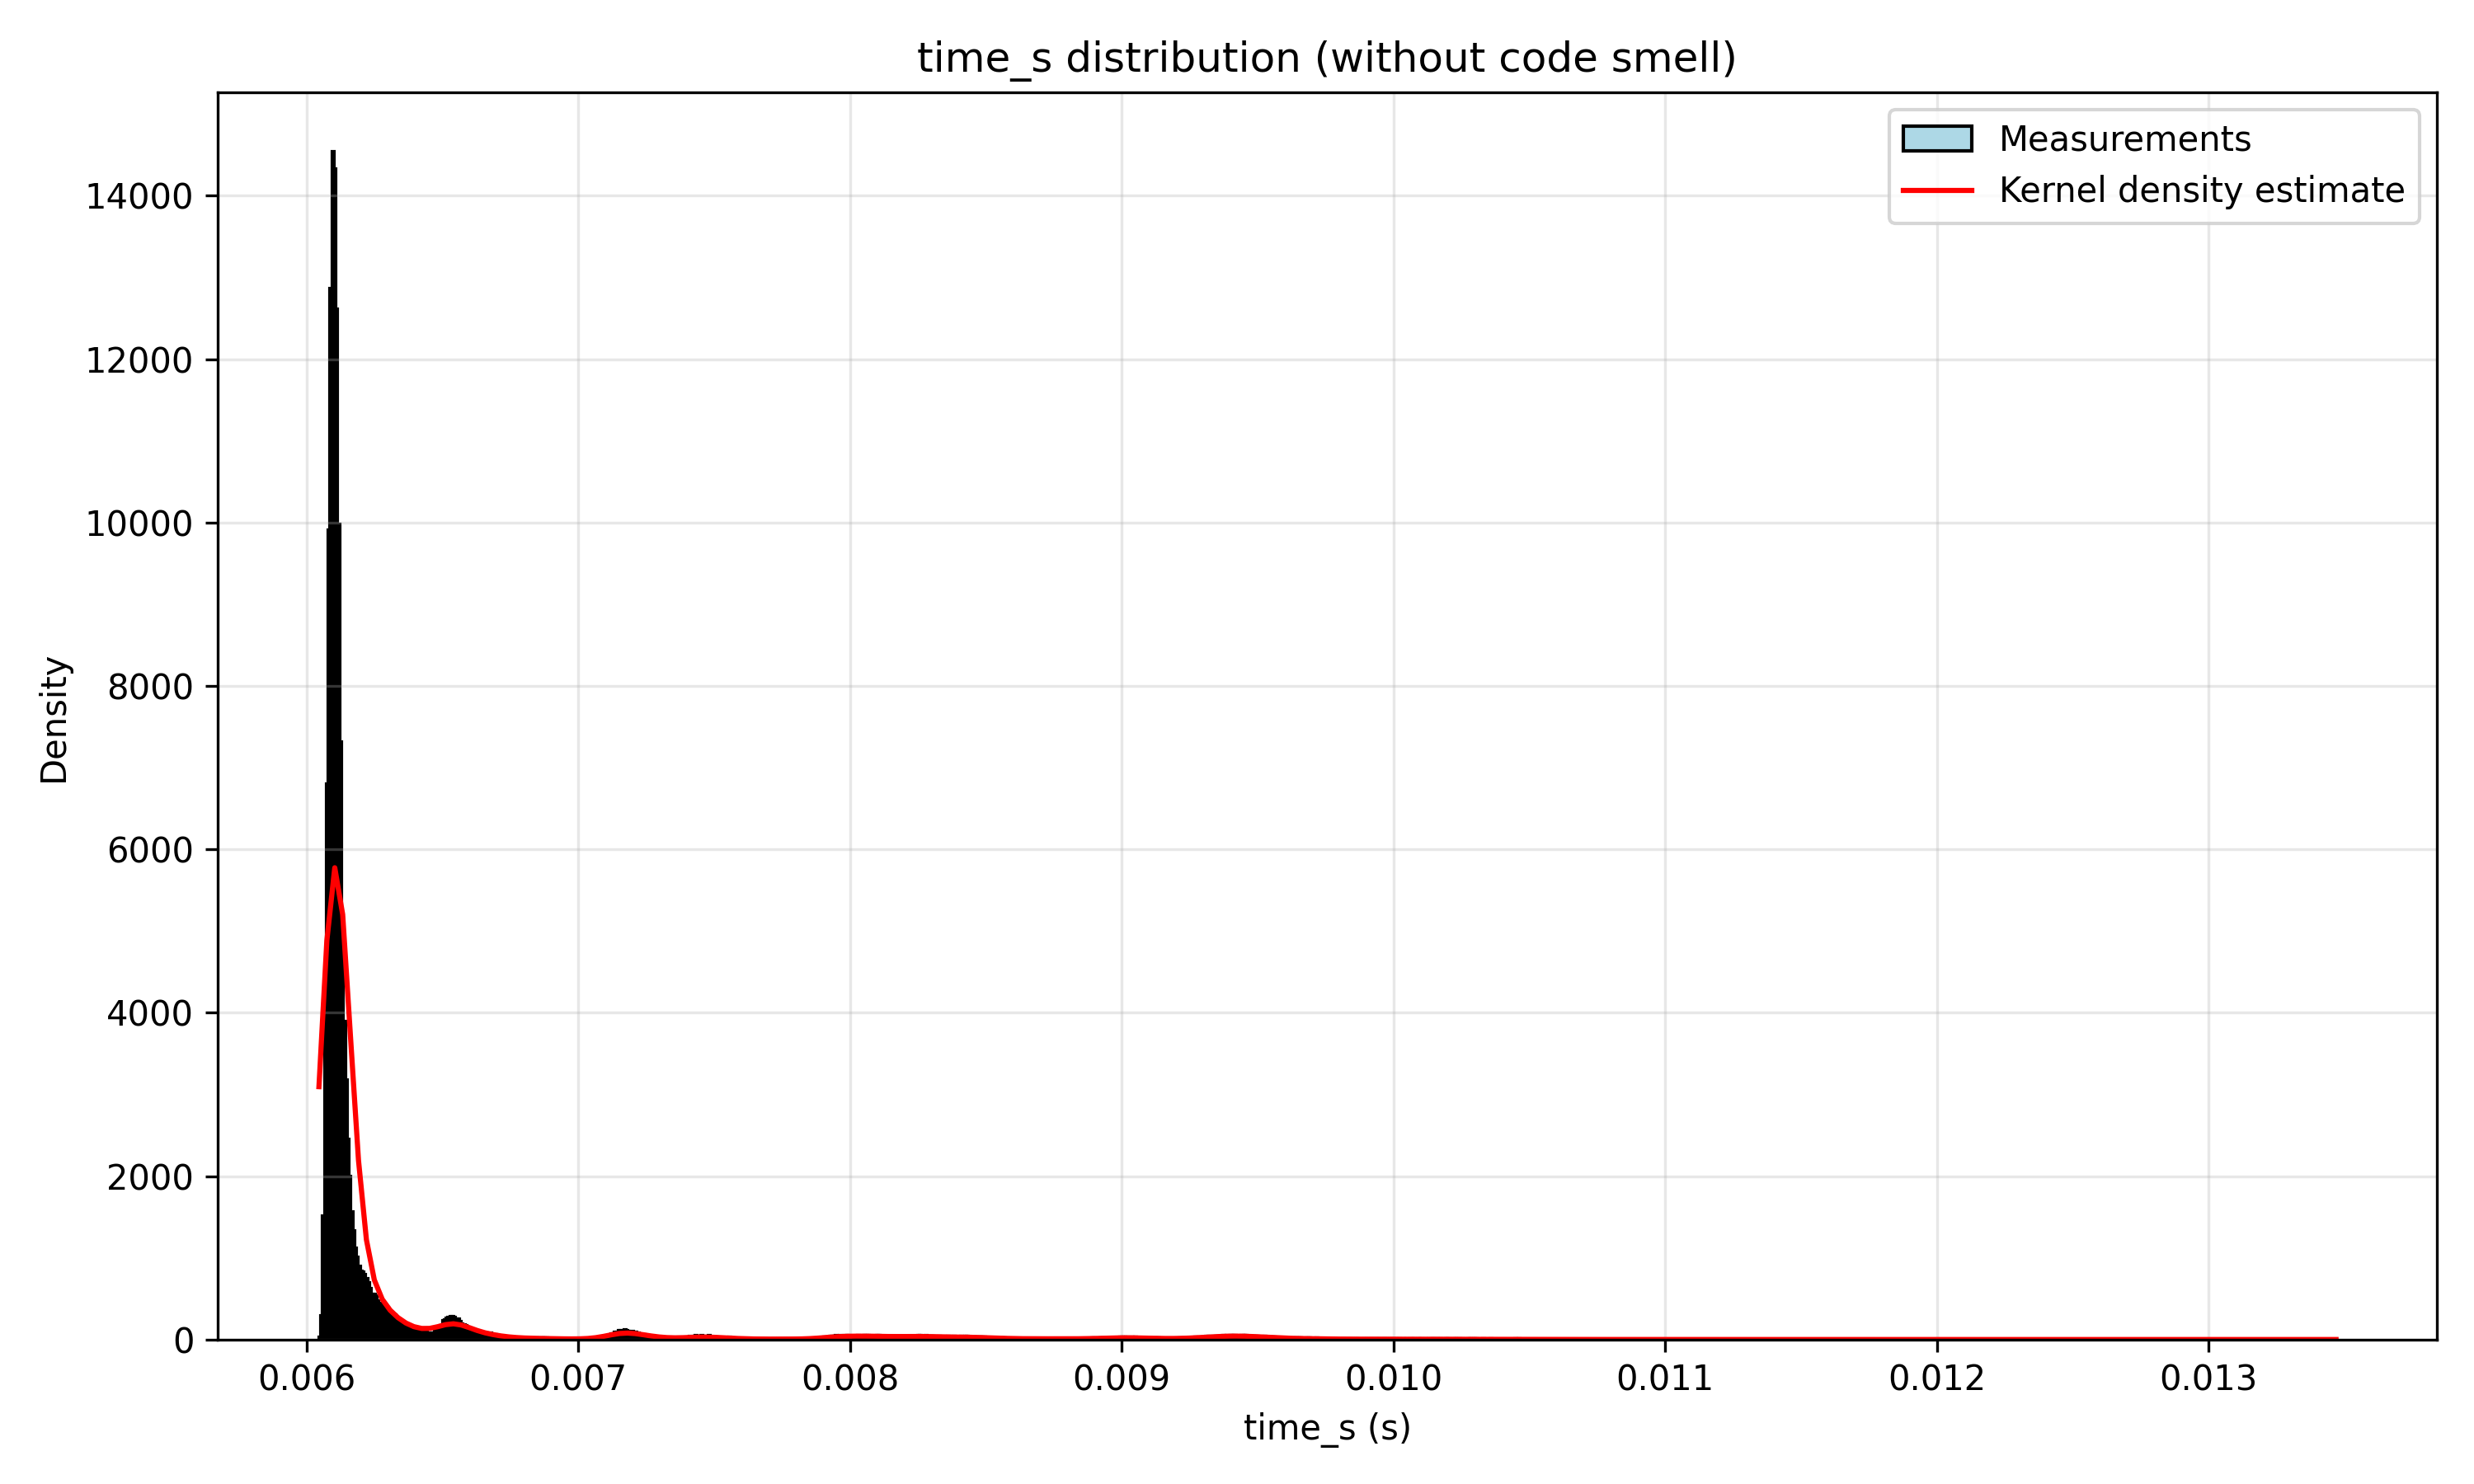 time_s distribution (without code smell)
Measurements
Kernel density estimate
14000
12000
10000
8000
6000
4000
2000
0
Density
0.006 0.007 0.008 0.009 0.010 0.011 0.012 0.013
time_s (s)